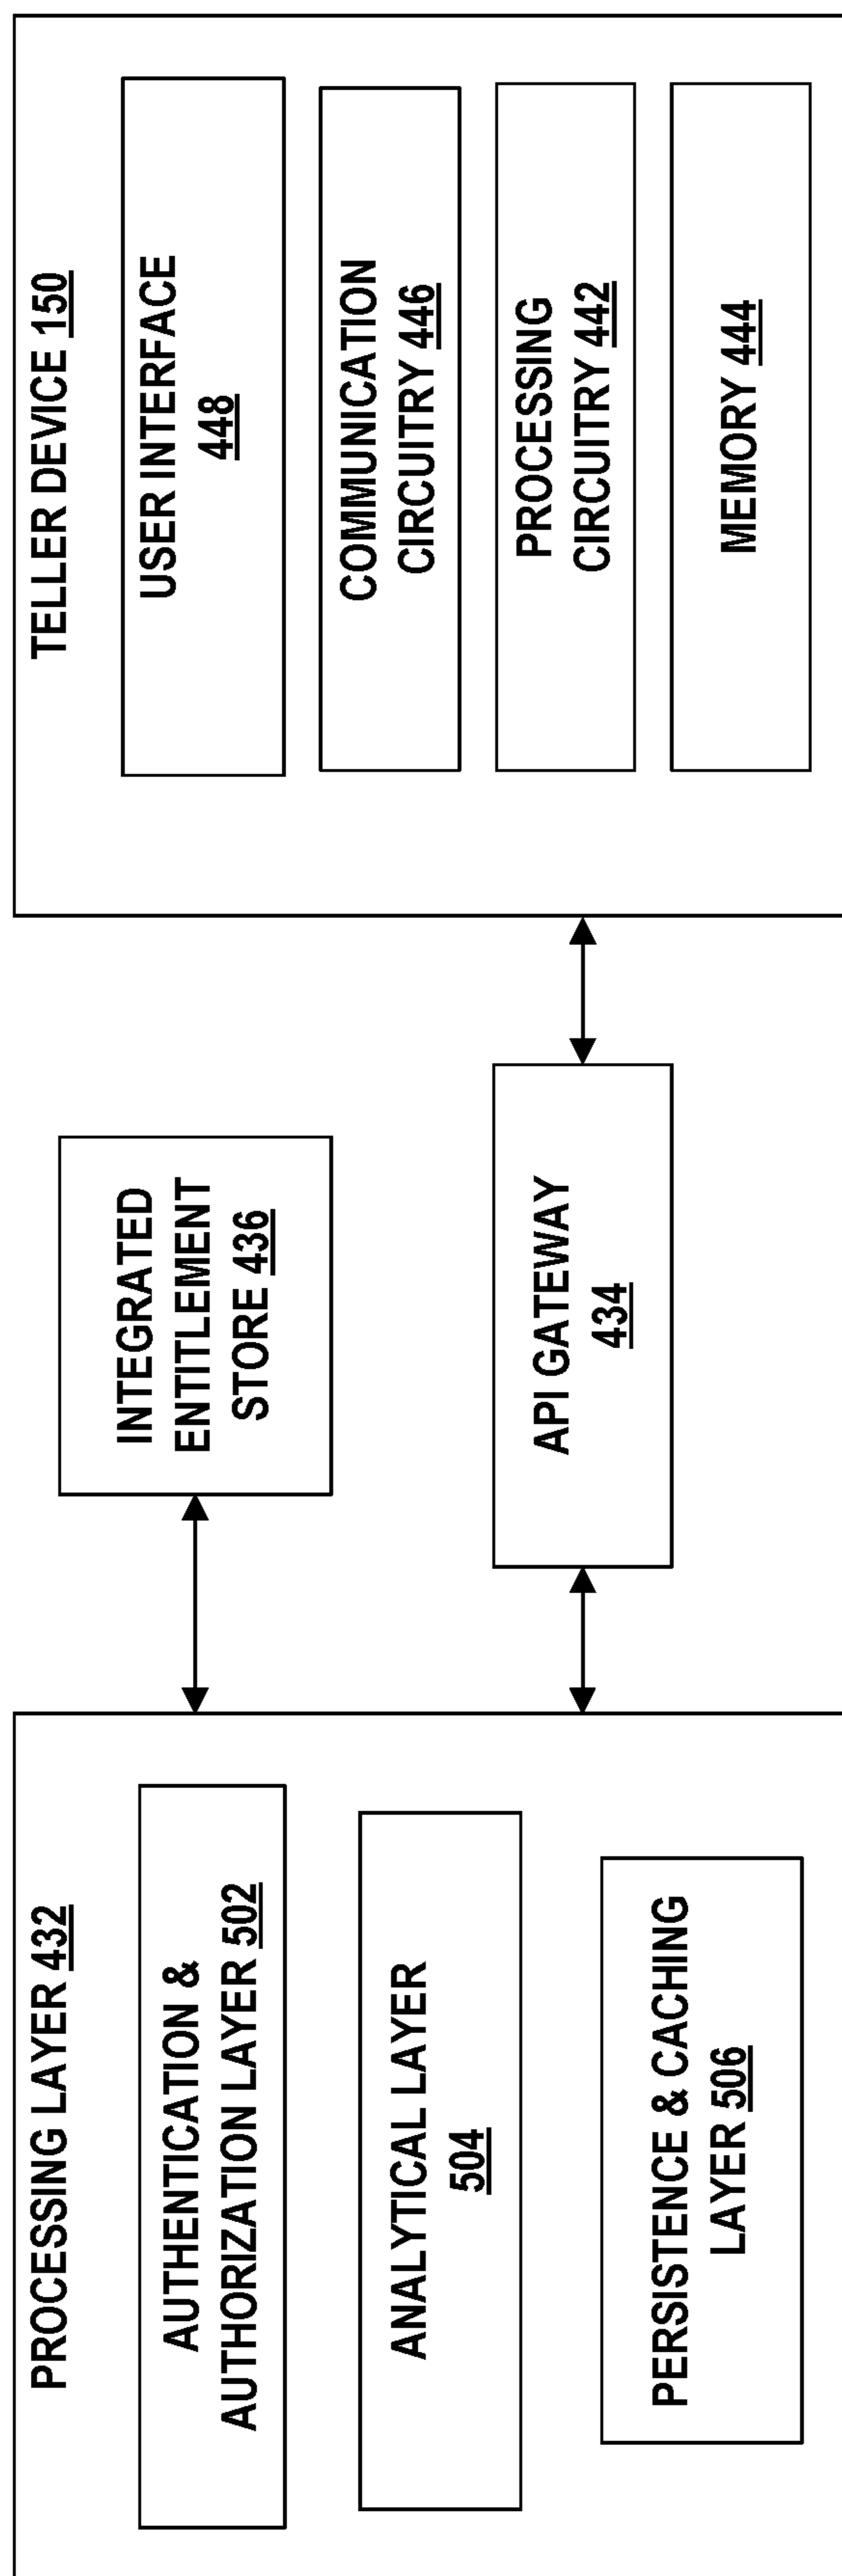 PROCESSING LAYER 432
AUTHENTICATION &
AUTHORIZATION LAYER 502
ANALYTICAL LAYER
504
PERSISTENCE & CACHING
LAYER 506
INTEGRATED
ENTITLEMENT
STORE 436
API GATEWAY
434
TELLER DEVICE 150
USER INTERFACE
448
COMMUNICATION
CIRCUITRY 446
PROCESSING
CIRCUITRY 442
MEMORY 444